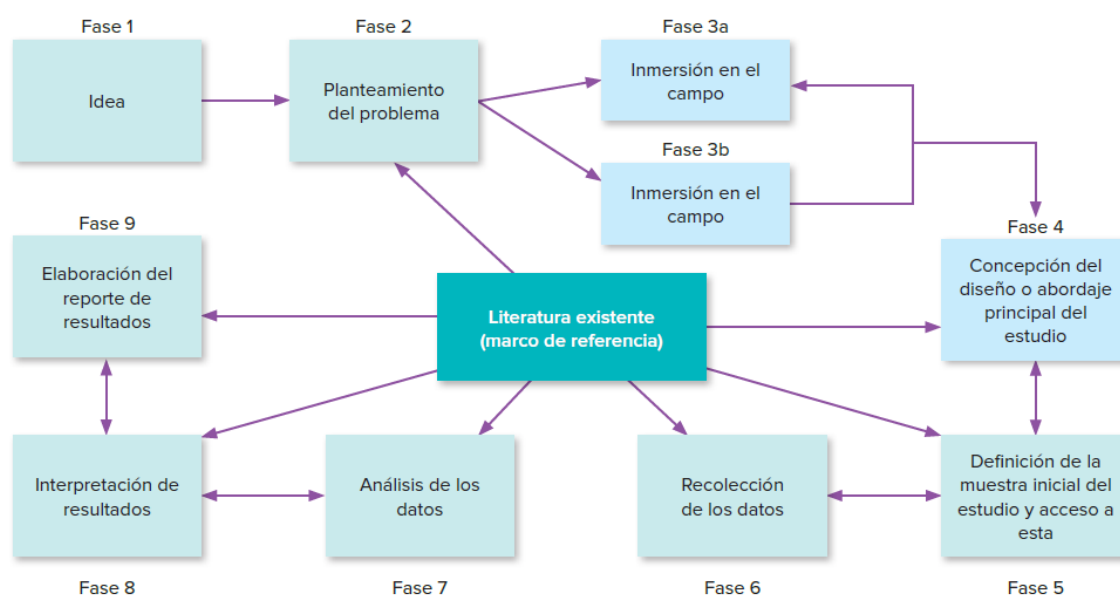 Fase 1
Idea
Fase 2
Planteamiento
del problema
Fase 3a
Inmersión en el
campo
Fase 3b
Inmersión en el
campo
Fase 4
Concepción del
diseño o abordaje
principal del
estudio
Fase 9
Elaboración del
reporte de
resultados
Literatura existente
(marco de referencia)
Interpretación de
resultados
Fase 8
Análisis de los
datos
Fase 7
Recolección
de los datos
Fase 6
Definición de la
muestra inicial del
estudio y acceso a
esta
Fase 5